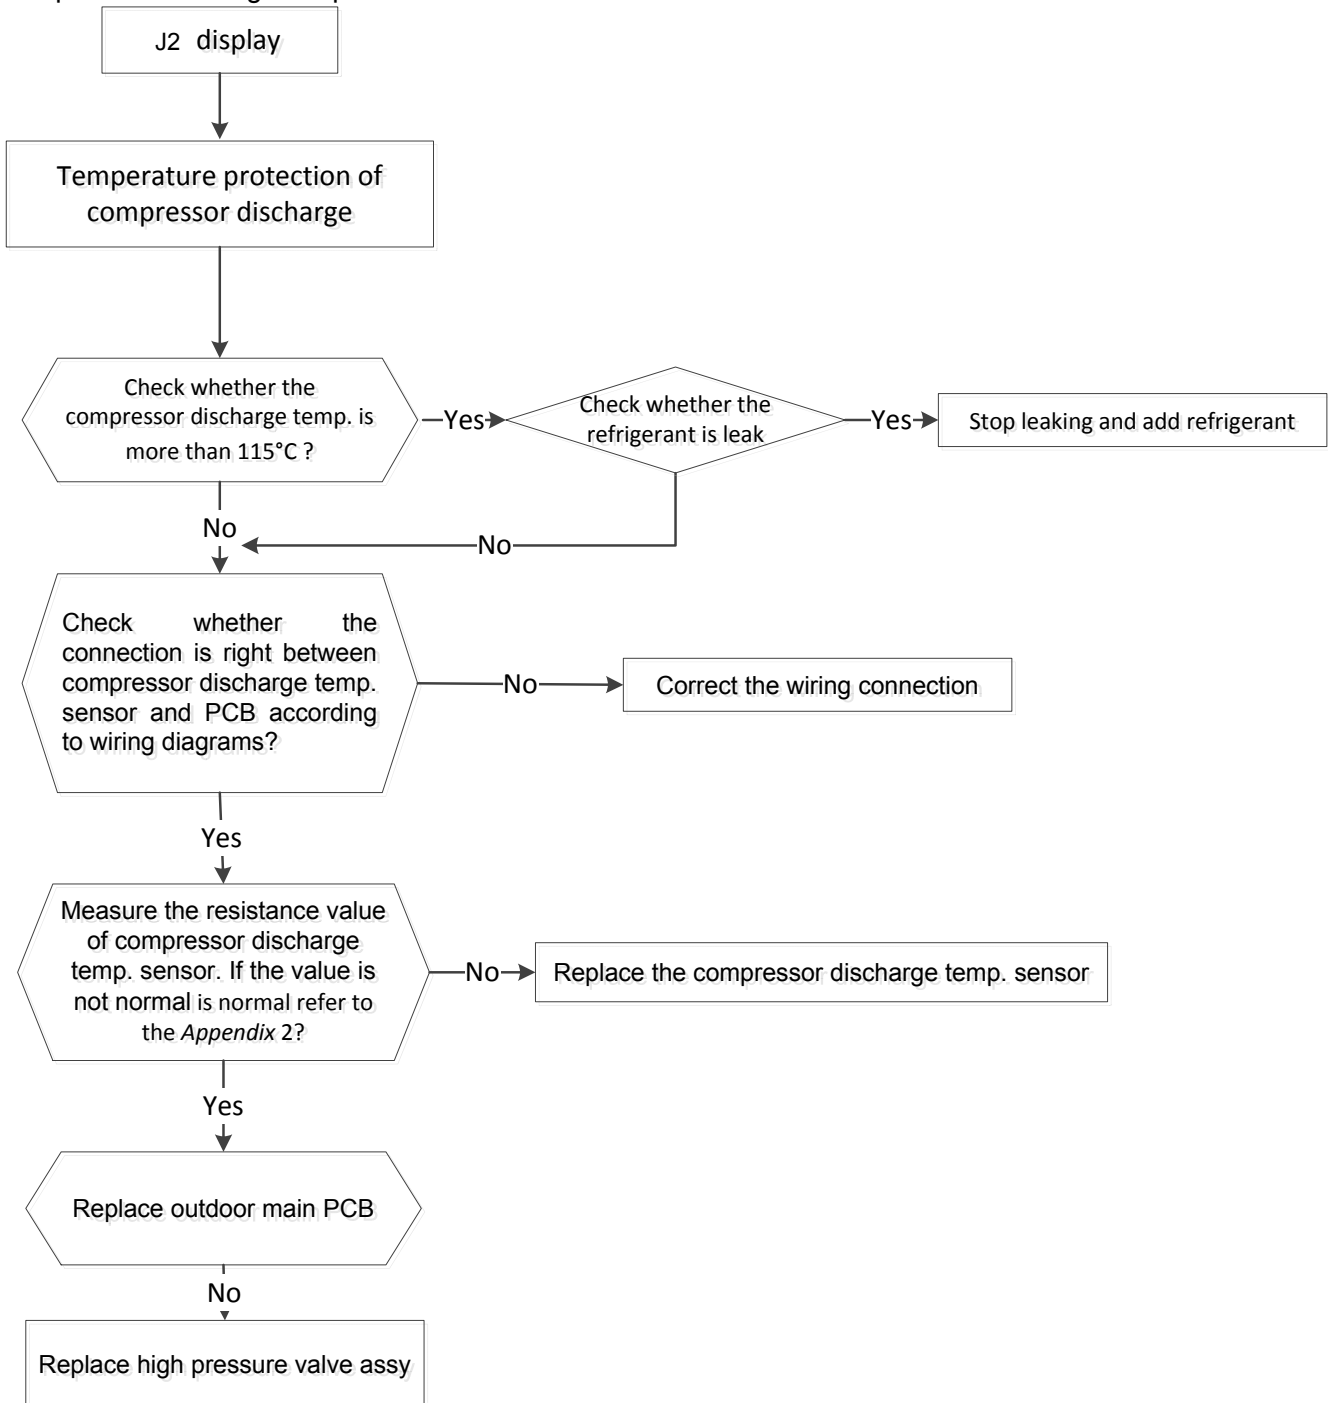 J2 display
Temperature protection of
compressor discharge
Check whether the
compressor discharge temp. is
more than 115°C ?
Yes
Check whether the
refrigerant is leak
Yes
Stop leaking and add refrigerant
No
No
Check whether the
connection is right between
compressor discharge temp.
sensor and PCB according
to wiring diagrams?
No
Correct the wiring connection
Yes
Measure the resistance value
of compressor discharge
temp. sensor. If the value is
not normal is normal refer to
the Appendix 2?
No
Replace the compressor discharge temp. sensor
Yes
Replace outdoor main PCB
No
Replace high pressure valve assy